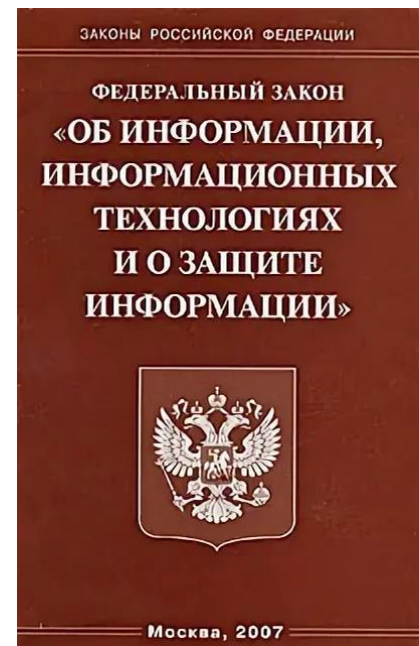 ЗАКОНЫ РОССИЙСКОЙ ФЕДЕРАЦИИ
ФЕДЕРАЛЬНЫЙ ЗАКОН
«ОБ ИНФОРМАЦИИ,
ИНФОРМАЦИОННЫХ
ТЕХНОЛОГИЯХ
И О ЗАЩИТЕ
ИНФОРМАЦИИ»
Москва, 2007